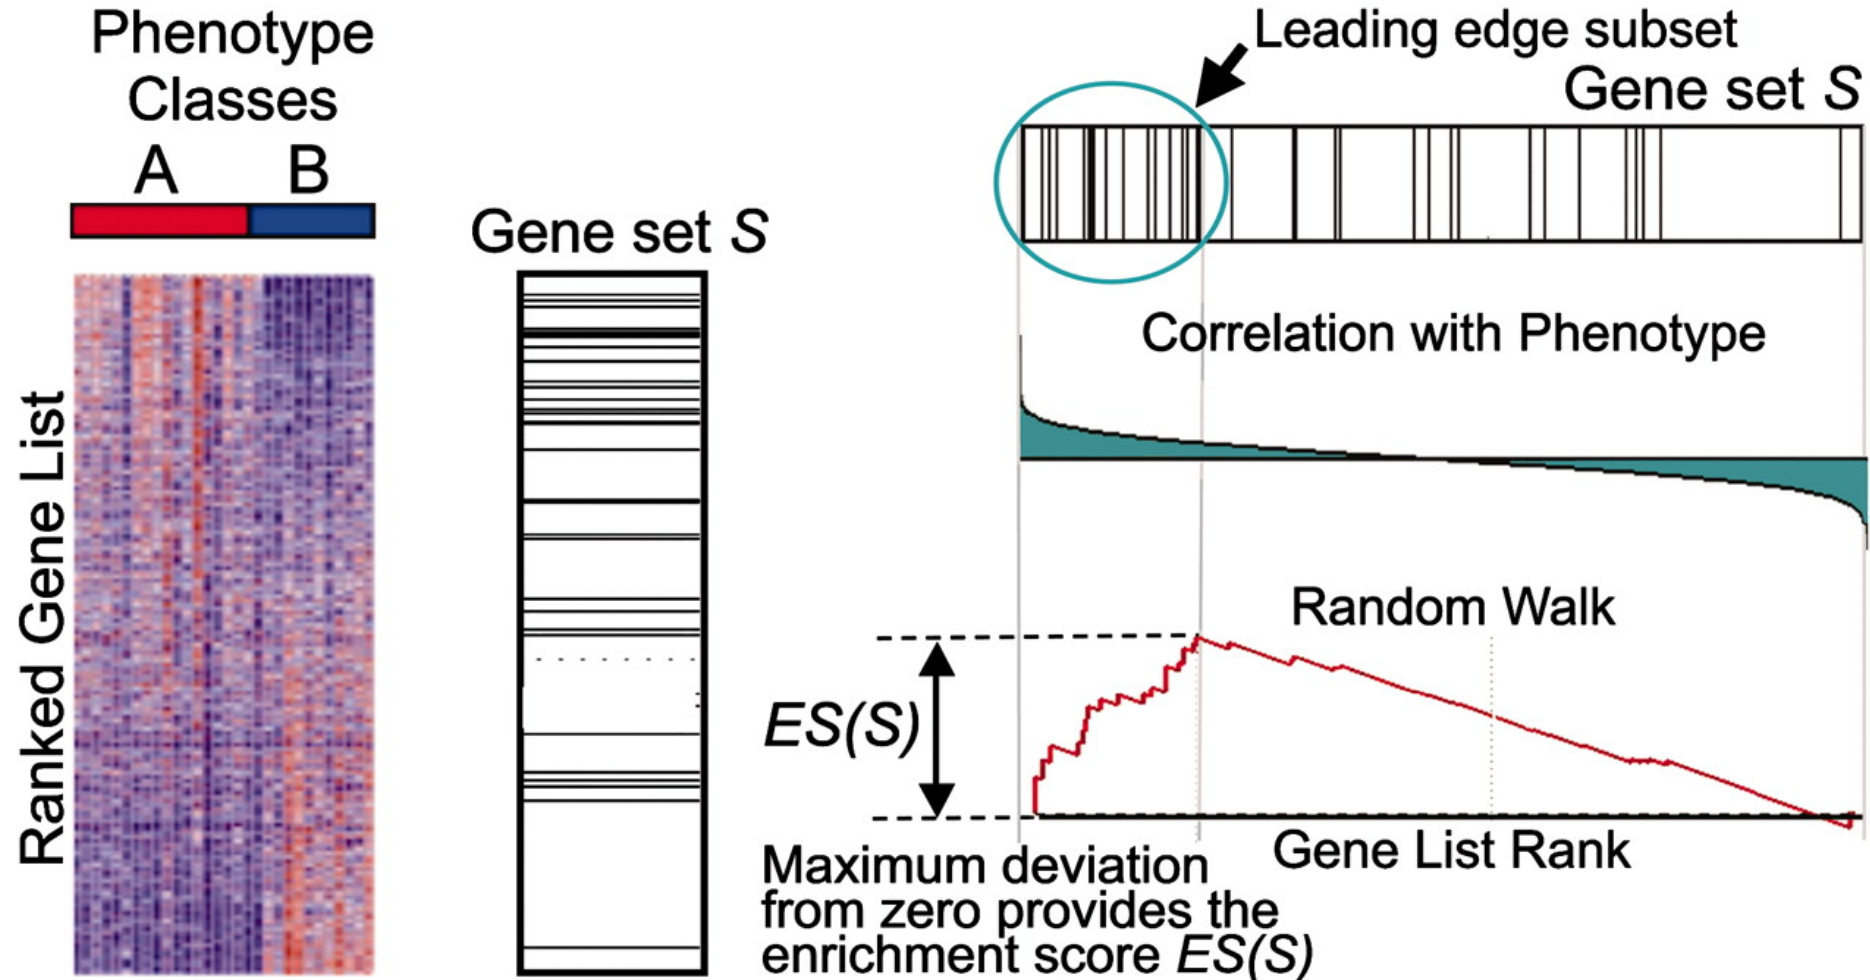 Phenotype
Classes
A B
Ranked Gene List
Gene set S
Leading edge subset
Gene set S
Correlation with Phenotype
Random Walk
ES(S)
Gene List Rank
Maximum deviation
from zero provides the
enrichment score ES(S)